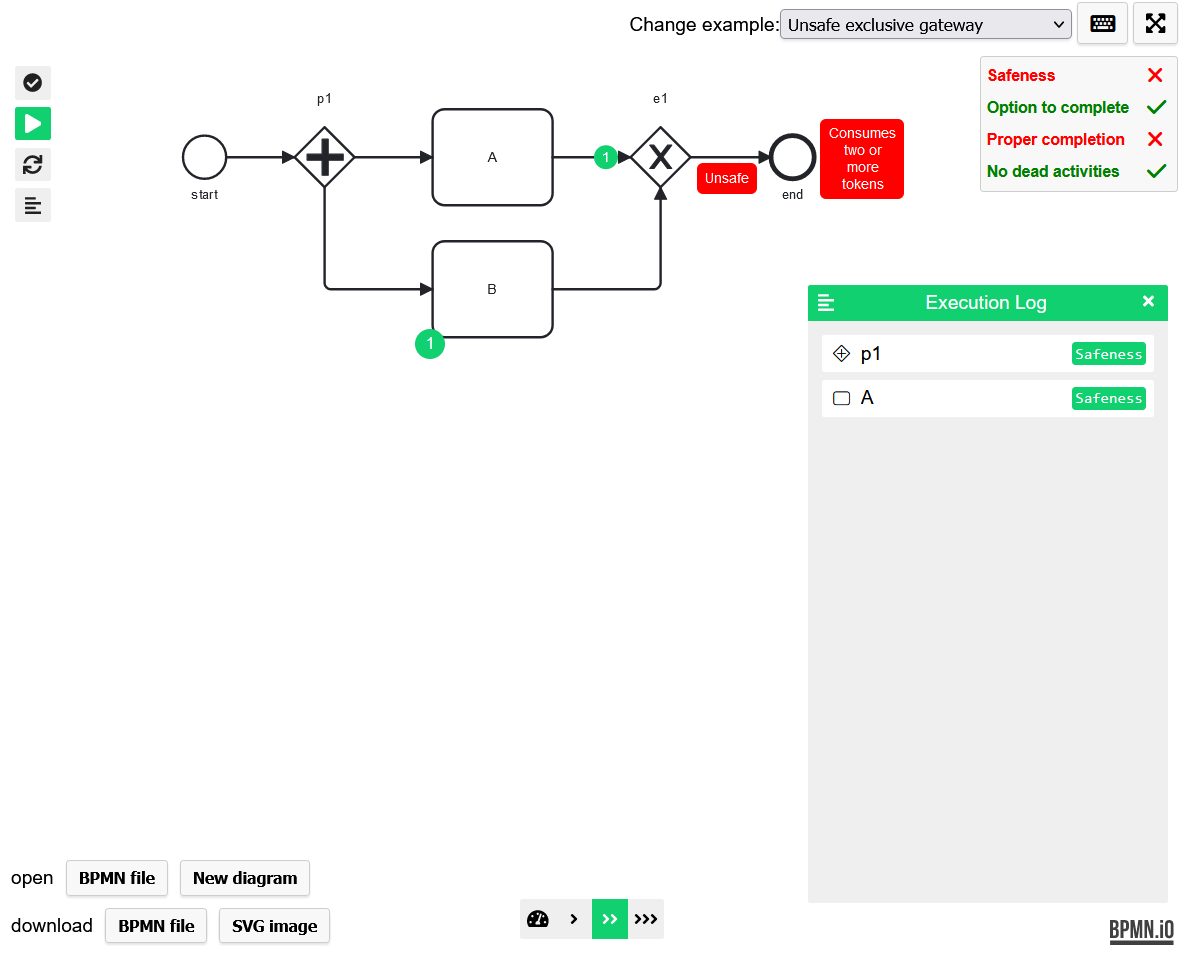 Change example: Unsafe exclusive gateway
Safeness
Option to complete
Proper completion
No dead activities
p1
e1
A
1
Unsafe
Consumes
two or
more
tokens
start
end
B
1
Execution Log
p1 Safeness
A Safeness
open BPMN file New diagram
download BPMN file SVG image
BPMN.iO